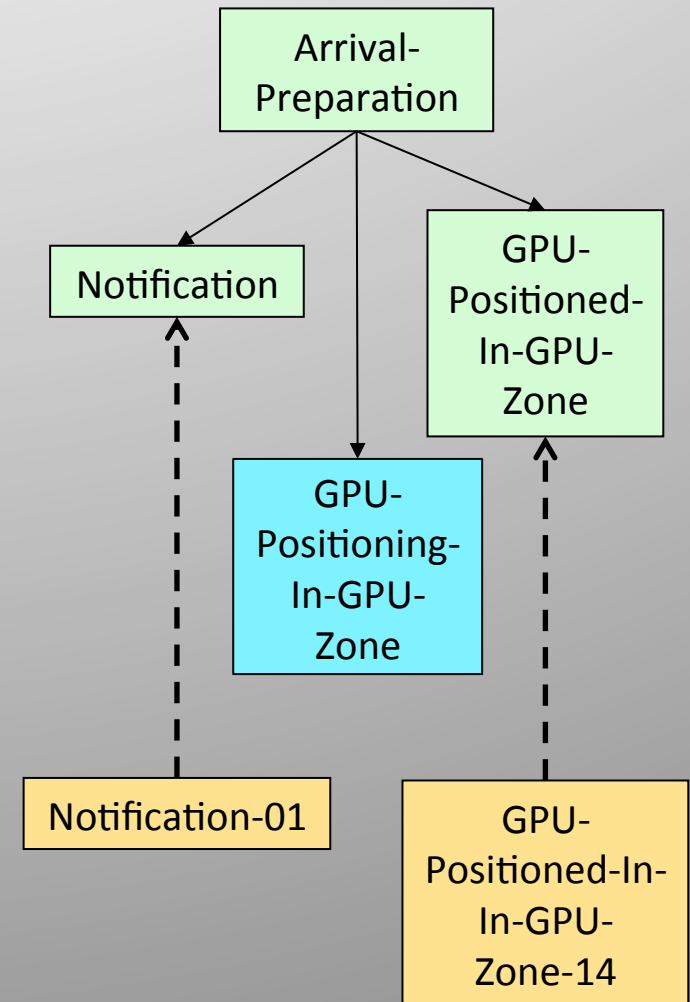 Arrival-
Preparation
Notification
GPU-
Positioned-
In-GPU-
Zone
GPU-
Positioning-
In-GPU-
Zone
Notification-01
GPU-
Positioned-In-
In-GPU-
Zone-14